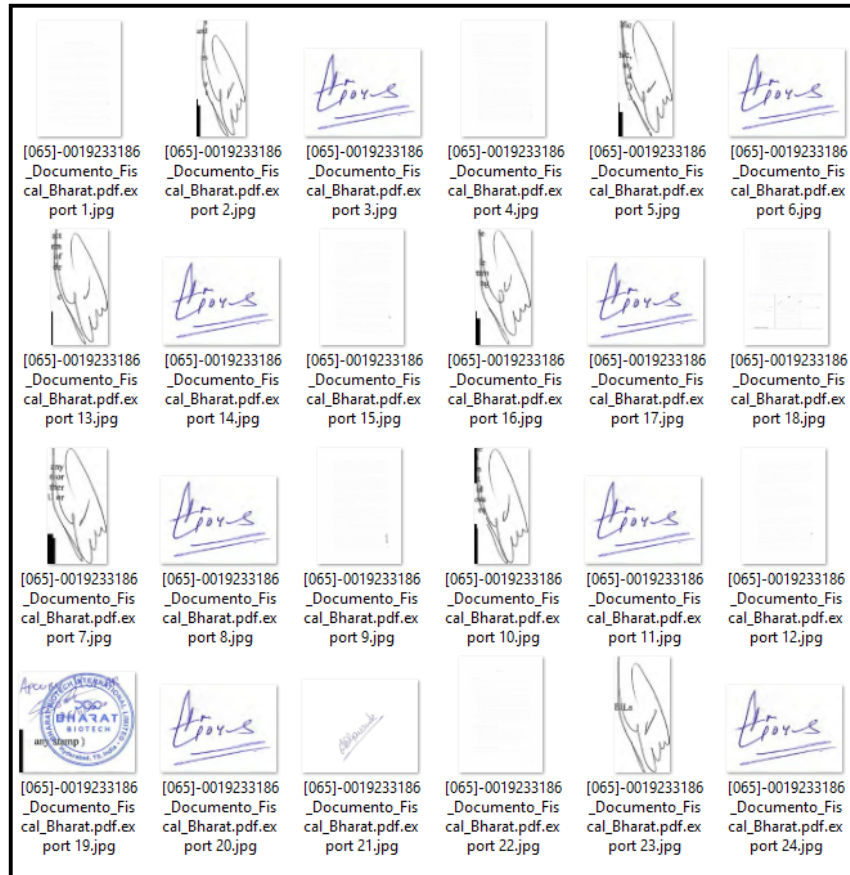 [065]-0019233186 _Documento_Fis cal_Bharat.pdf.ex port 1.jpg
[065]-0019233186 _Documento_Fis cal_Bharat.pdf.ex port 2.jpg
[065]-0019233186 _Documento_Fis cal_Bharat.pdf.ex port 3.jpg
[065]-0019233186 _Documento_Fis cal_Bharat.pdf.ex port 4.jpg
[065]-0019233186 _Documento_Fis cal_Bharat.pdf.ex port 5.jpg
[065]-0019233186 _Documento_Fis cal_Bharat.pdf.ex port 6.jpg
[065]-0019233186 _Documento_Fis cal_Bharat.pdf.ex port 13.jpg
[065]-0019233186 _Documento_Fis cal_Bharat.pdf.ex port 14.jpg
[065]-0019233186 _Documento_Fis cal_Bharat.pdf.ex port 15.jpg
[065]-0019233186 _Documento_Fis cal_Bharat.pdf.ex port 16.jpg
[065]-0019233186 _Documento_Fis cal_Bharat.pdf.ex port 17.jpg
[065]-0019233186 _Documento_Fis cal_Bharat.pdf.ex port 18.jpg
any
[065]-0019233186 _Documento_Fis cal_Bharat.pdf.ex port 7.jpg
[065]-0019233186 _Documento_Fis cal_Bharat.pdf.ex port 8.jpg
[065]-0019233186 _Documento_Fis cal_Bharat.pdf.ex port 9.jpg
[065]-0019233186 _Documento_Fis cal_Bharat.pdf.ex port 10.jpg
[065]-0019233186 _Documento_Fis cal_Bharat.pdf.ex port 11.jpg
[065]-0019233186 _Documento_Fis cal_Bharat.pdf.ex port 12.jpg
BHARAT BIOTECH INTERNATIONAL LIMITED
BHARAT
BIOTECH
Hyderabad, TS, India
any stamp )
[065]-0019233186 _Documento_Fis cal_Bharat.pdf.ex port 19.jpg
[065]-0019233186 _Documento_Fis cal_Bharat.pdf.ex port 20.jpg
[065]-0019233186 _Documento_Fis cal_Bharat.pdf.ex port 21.jpg
[065]-0019233186 _Documento_Fis cal_Bharat.pdf.ex port 22.jpg
BILs
[065]-0019233186 _Documento_Fis cal_Bharat.pdf.ex port 23.jpg
[065]-0019233186 _Documento_Fis cal_Bharat.pdf.ex port 24.jpg